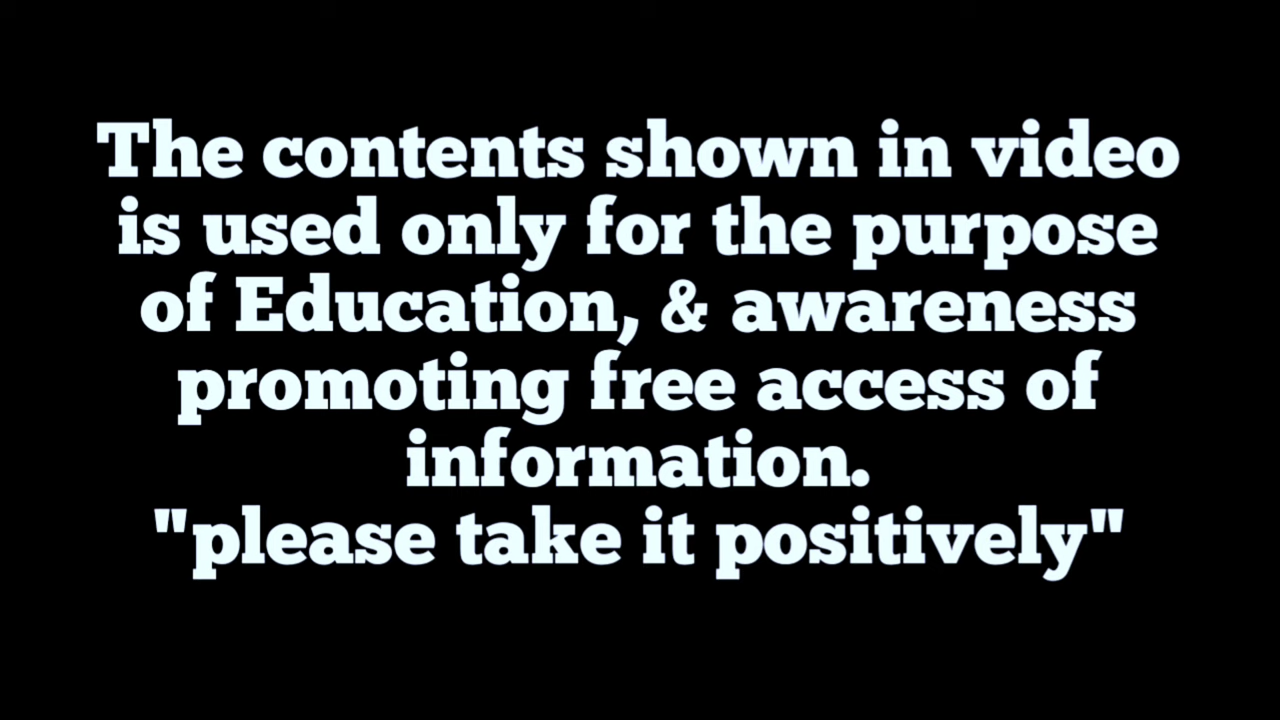 The contents shown in video
is used only for the purpose
of Education, & awareness
promoting free access of
information.
"please take it positively"